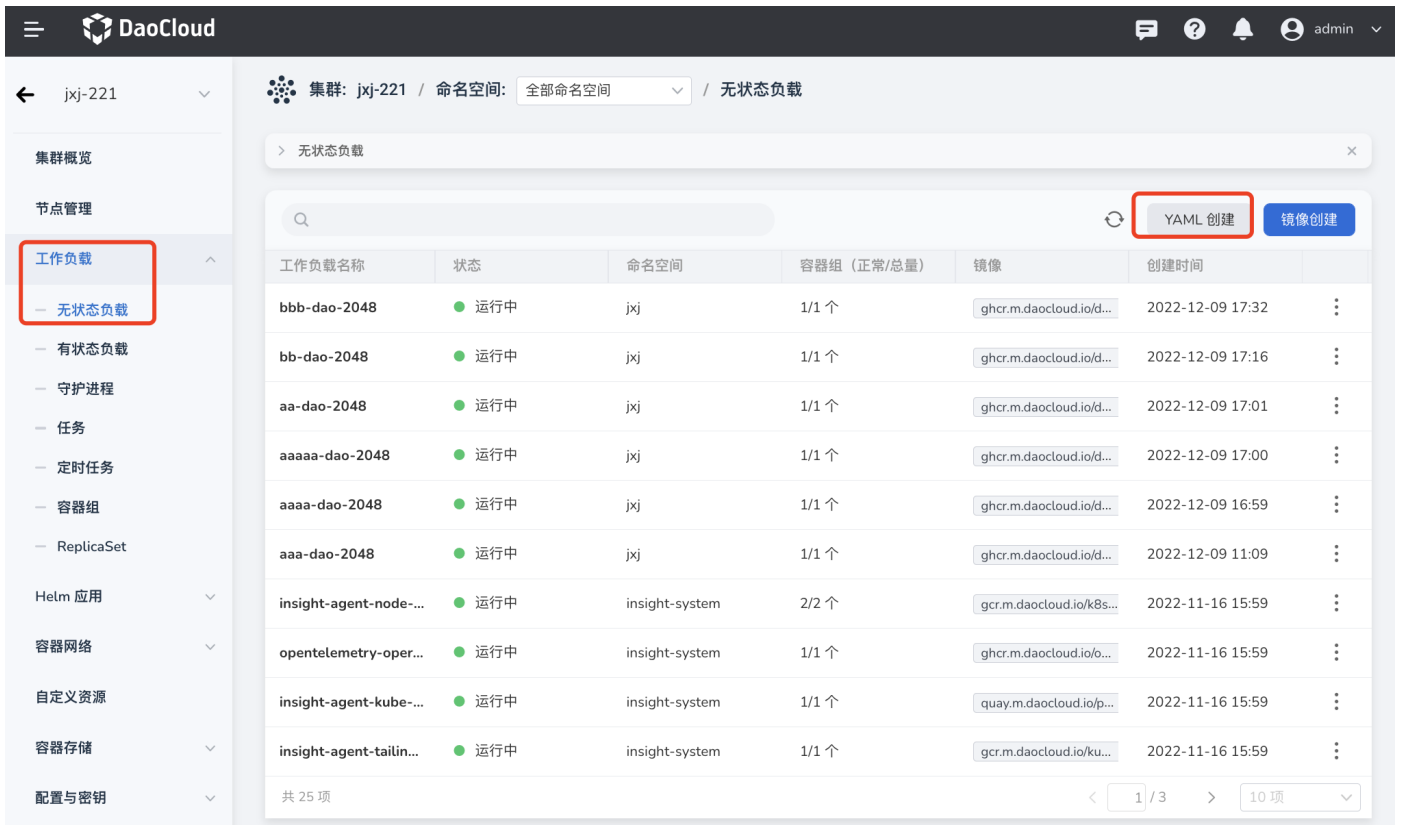 DaoCloud
admin
jxj-221
集群: jxj-221 / 命名空间: 全部命名空间 / 无状态负载
集群概览
节点管理
工作负载
无状态负载
有状态负载
守护进程
任务
定时任务
容器组
ReplicaSet
Helm 应用
容器网络
自定义资源
容器存储
配置与密钥
无状态负载
YAML 创建 镜像创建
工作负载名称 状态 命名空间 容器组（正常/总量） 镜像 创建时间
bbb-dao-2048 运行中 jxj 1/1 个 ghcr.m.daocloud.io/d... 2022-12-09 17:32
bb-dao-2048 运行中 jxj 1/1 个 ghcr.m.daocloud.io/d... 2022-12-09 17:16
aa-dao-2048 运行中 jxj 1/1 个 ghcr.m.daocloud.io/d... 2022-12-09 17:01
aaaaa-dao-2048 运行中 jxj 1/1 个 ghcr.m.daocloud.io/d... 2022-12-09 17:00
aaaa-dao-2048 运行中 jxj 1/1 个 ghcr.m.daocloud.io/d... 2022-12-09 16:59
aaa-dao-2048 运行中 jxj 1/1 个 ghcr.m.daocloud.io/d... 2022-12-09 11:09
insight-agent-node-... 运行中 insight-system 2/2 个 gcr.m.daocloud.io/k8s... 2022-11-16 15:59
opentelemetry-oper... 运行中 insight-system 1/1 个 ghcr.m.daocloud.io/o... 2022-11-16 15:59
insight-agent-kube-... 运行中 insight-system 1/1 个 quay.m.daocloud.io/p... 2022-11-16 15:59
insight-agent-tailin... 运行中 insight-system 1/1 个 gcr.m.daocloud.io/ku... 2022-11-16 15:59
共 25 项 1 / 3 10 项